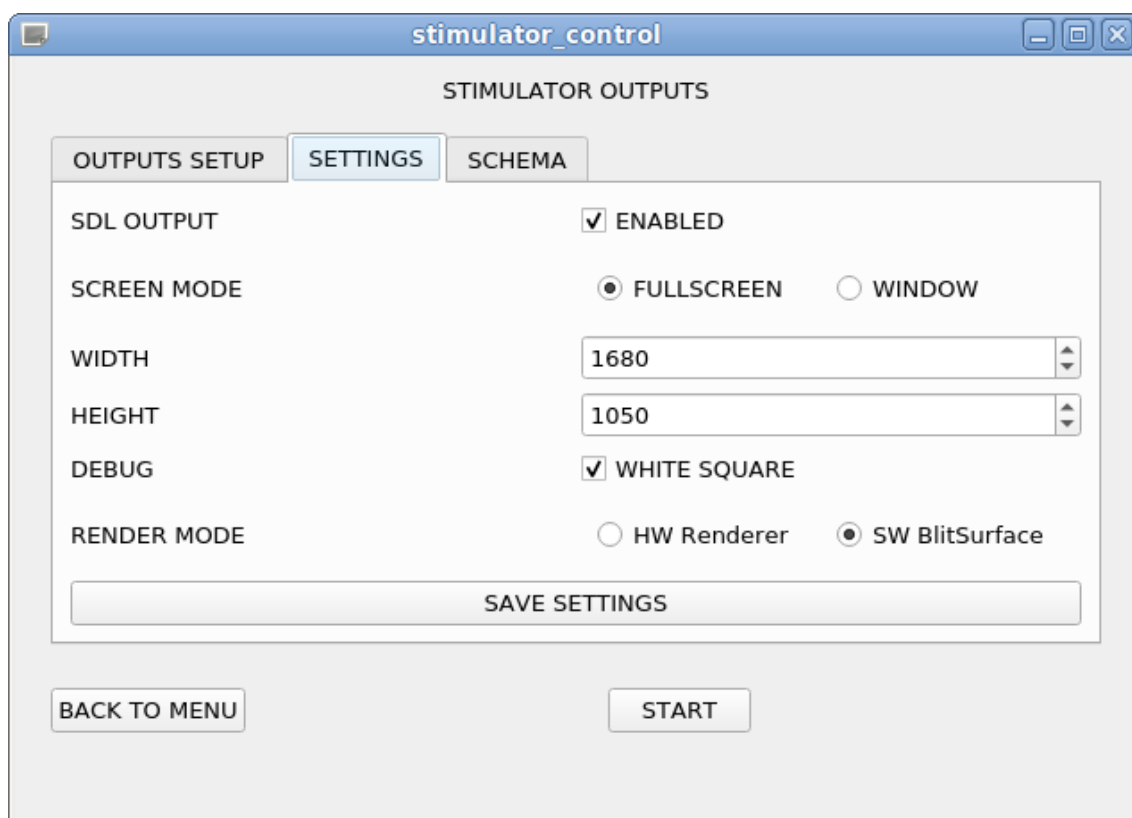 stimulator_control
STIMULATOR OUTPUTS
OUTPUTS SETUP SETTINGS SCHEMA
SDL OUTPUT ENABLED
SCREEN MODE FULLSCREEN WINDOW
WIDTH 1680
HEIGHT 1050
DEBUG WHITE SQUARE
RENDER MODE HW Renderer SW BlitSurface
SAVE SETTINGS
BACK TO MENU START